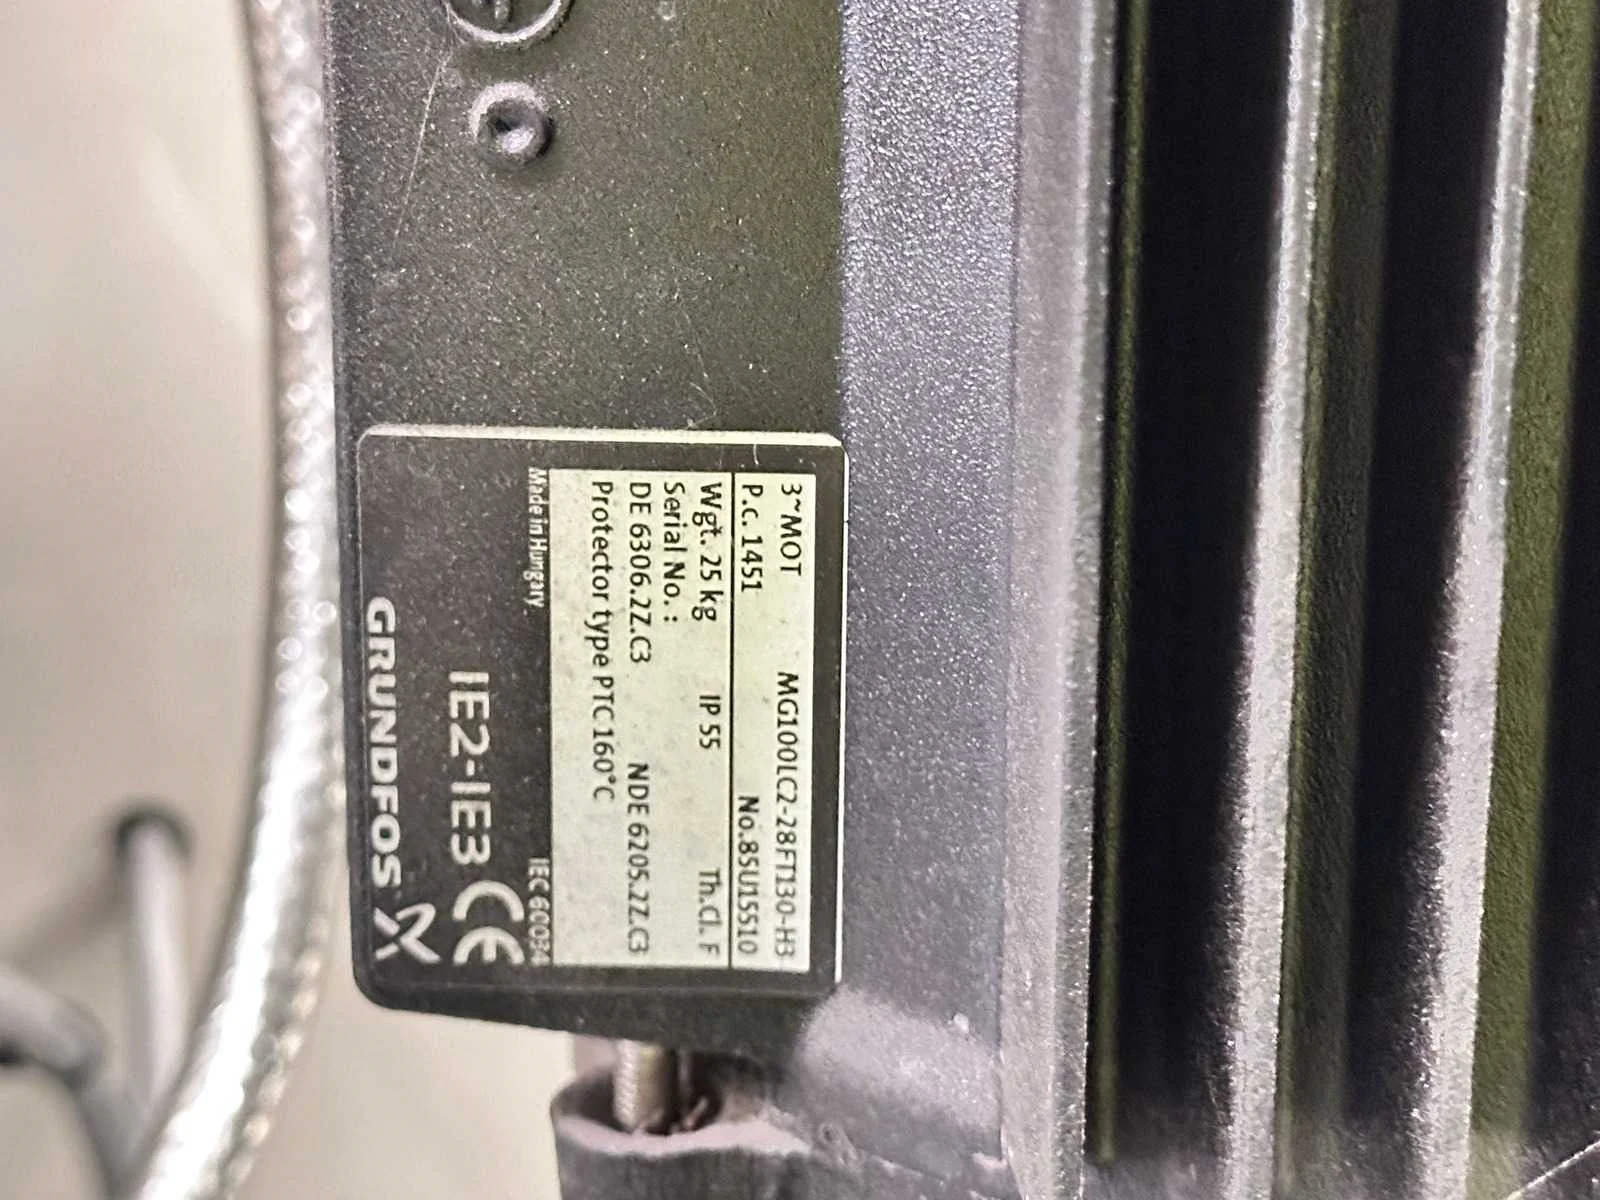 3~MOT MG100LC2-28FT130-H3
P.c. 1451 No.85U15510
Wgt. 25 kg IP 55 Th.Cl. F
Serial No. :
DE 6306.2Z.C3 NDE 6205.2Z.C3
Protector type PTC 160°C
Made in Hungary. IEC 60034
IE2-IE3 CE
GRUNDFOS